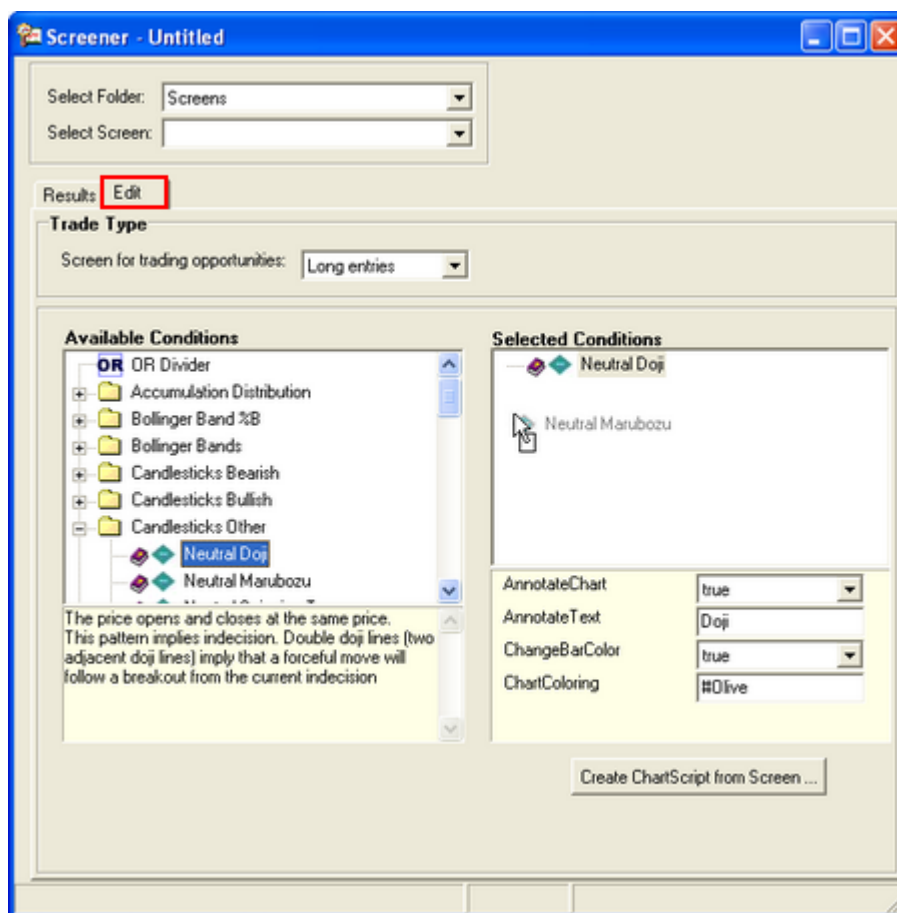 Screener - Untitled
Select Folder: Screens
Select Screen:
Results Edit
Trade Type
Screen for trading opportunities: Long entries
Available Conditions
OR OR Divider
Accumulation Distribution
Bollinger Band %B
Bollinger Bands
Candlesticks Bearish
Candlesticks Bullish
Candlesticks Other
Neutral Doji
Neutral Marubozu
The price opens and closes at the same price.
This pattern implies indecision. Double doji lines (two
adjacent doji lines) imply that a forceful move will
follow a breakout from the current indecision
Selected Conditions
Neutral Doji
Neutral Marubozu
AnnotateChart true
AnnotateText Doji
ChangeBarColor true
ChartColoring #Olive
Create ChartScript from Screen ...